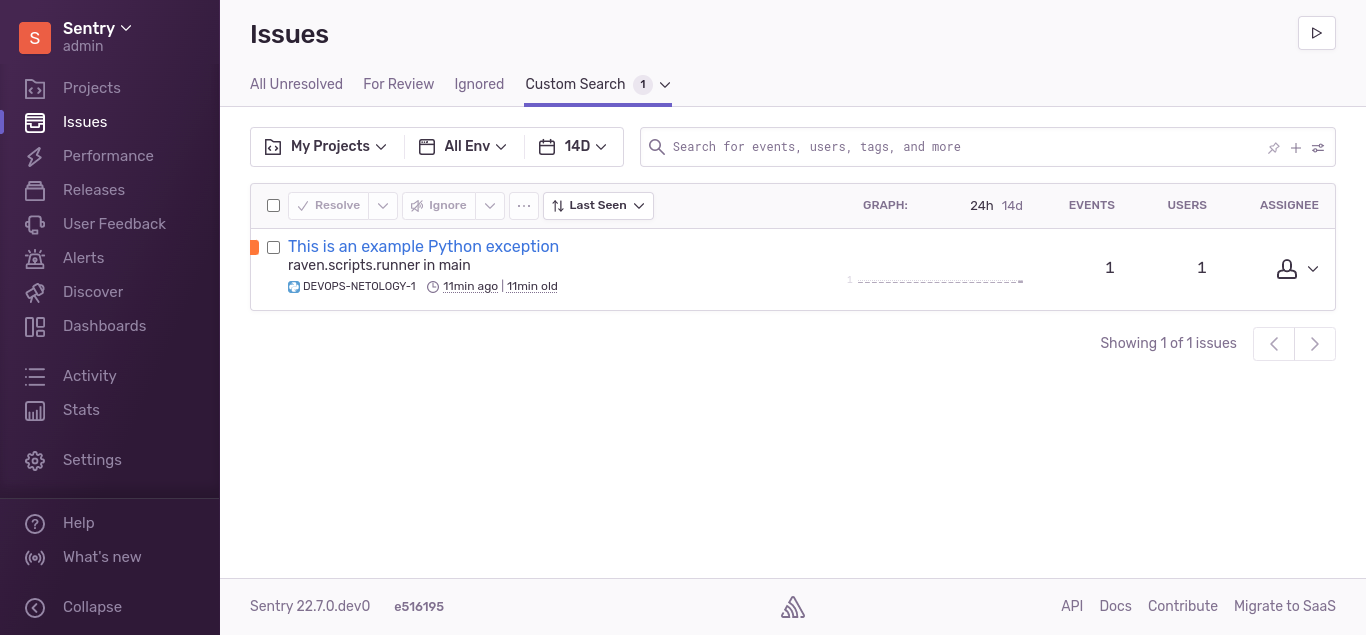 S
Sentry
admin
Projects
Issues
Performance
Releases
User Feedback
Alerts
Discover
Dashboards
Activity
Stats
Settings
Help
What's new
Collapse
Issues
All Unresolved For Review Ignored Custom Search 1
My Projects All Env 14D Search for events, users, tags, and more
Resolve Ignore ... Last Seen GRAPH: 24h 14d EVENTS USERS ASSIGNEE
This is an example Python exception
raven.scripts.runner in main
DEVOPS-NETOLOGY-1 11min ago | 11min old
1 1 1
Showing 1 of 1 issues
Sentry 22.7.0.dev0 e516195 API Docs Contribute Migrate to SaaS